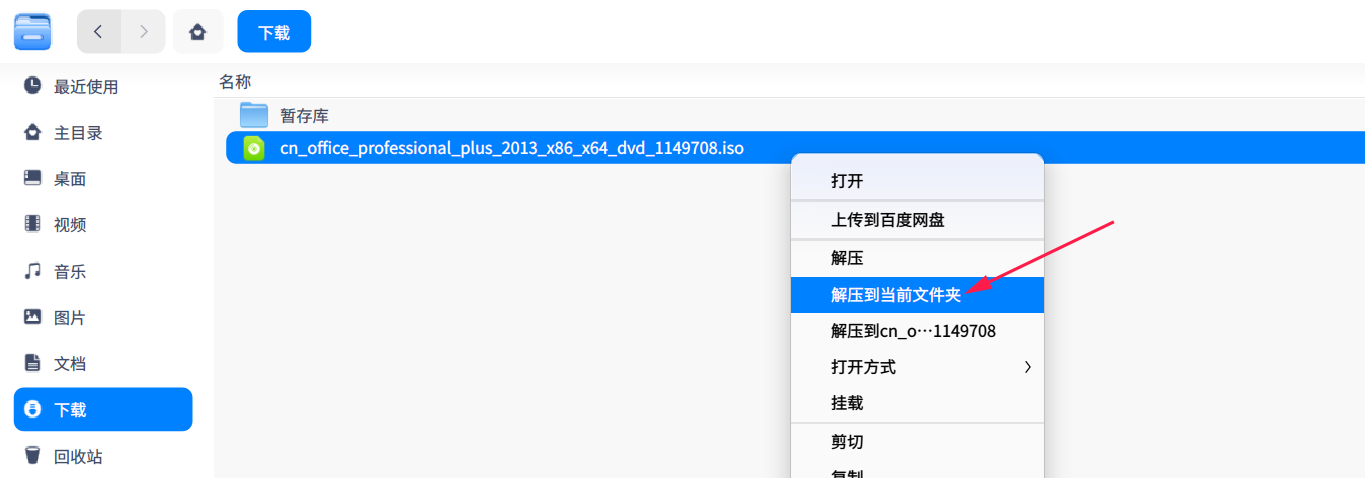 下载
最近使用
主目录
桌面
视频
音乐
图片
文档
下载
回收站
名称
暂存库
cn_office_professional_plus_2013_x86_x64_dvd_1149708.iso
打开
上传到百度网盘
解压
解压到当前文件夹
解压到cn_o⋯1149708
打开方式
挂载
剪切
复制